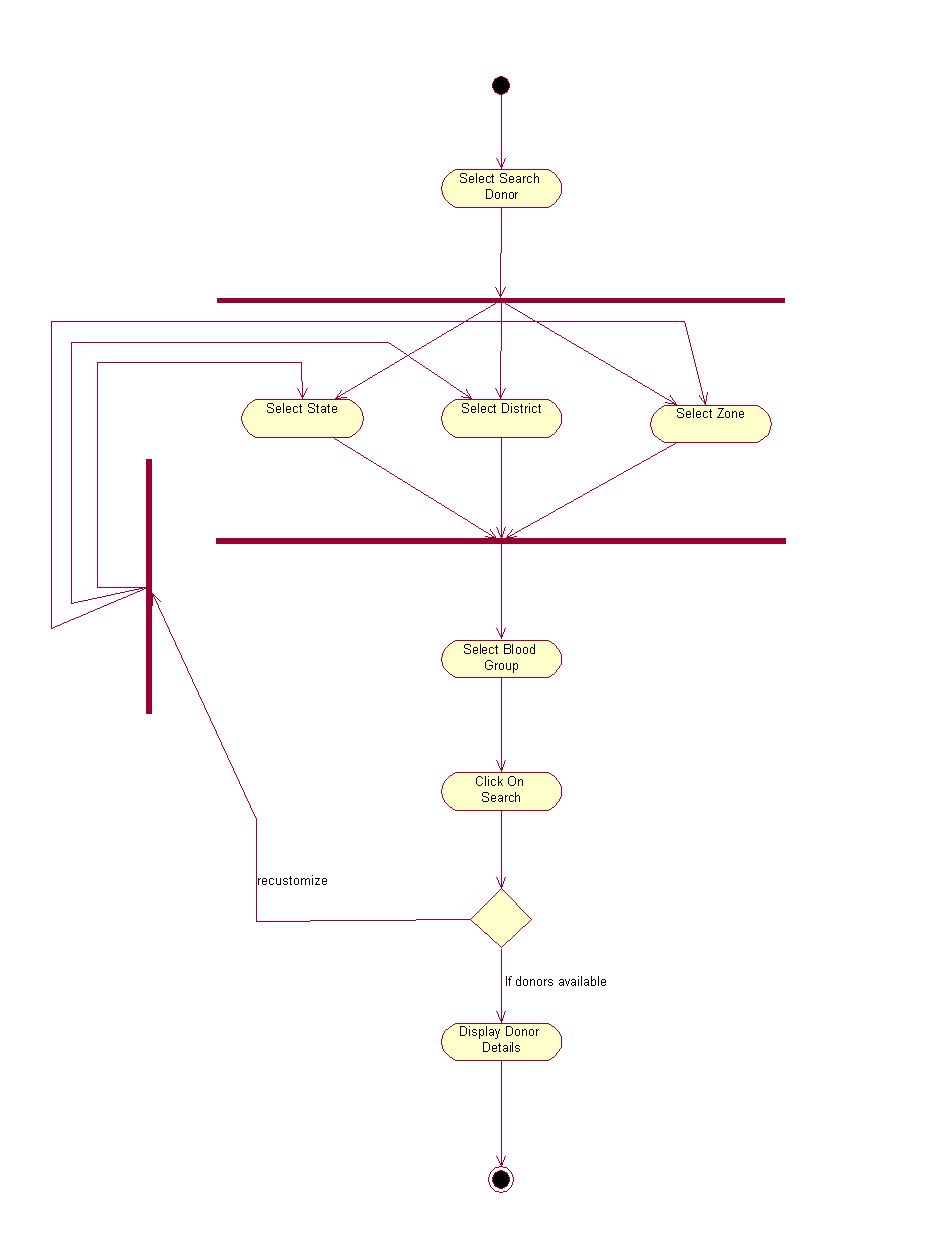 Select Search
Donor
Select State
Select District
Select Zone
Select Blood
Group
Click On
Search
recustomize
If donors available
Display Donor
Details